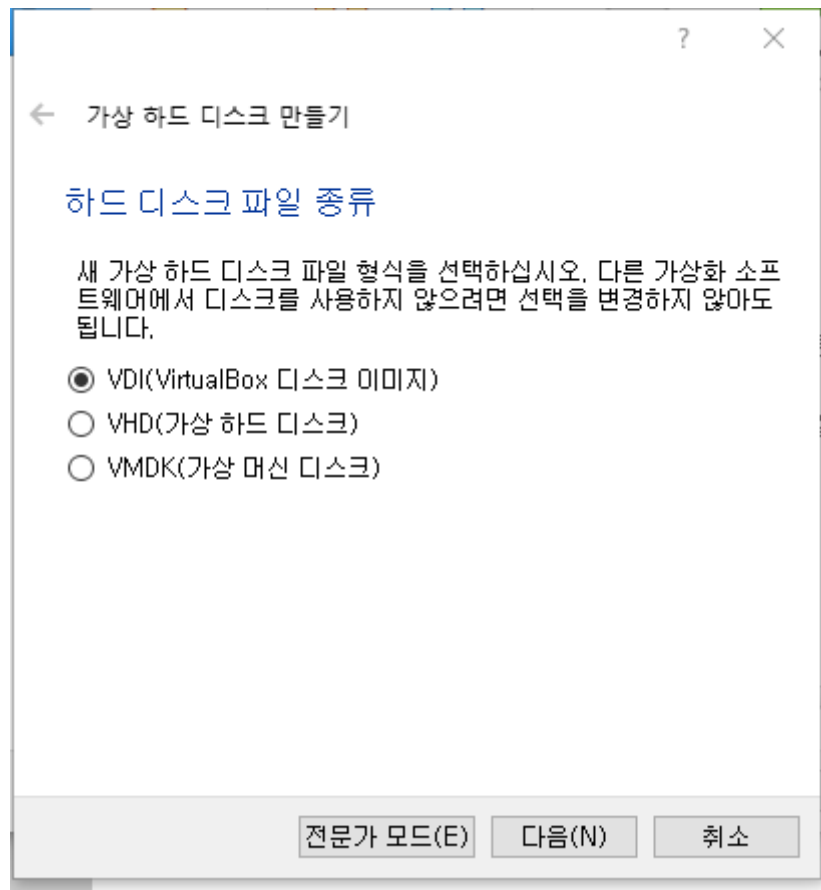 가상 하드 디스크 만들기
하드 디스크 파일 종류
새 가상 하드 디스크 파일 형식을 선택하십시오. 다른 가상화 소프
트웨어에서 디스크를 사용하지 않으려면 선택을 변경하지 않아도
됩니다.
VDI(VirtualBox 디스크 이미지)
VHD(가상 하드 디스크)
VMDK(가상 머신 디스크)
전문가 모드(E) 다음(N) 취소